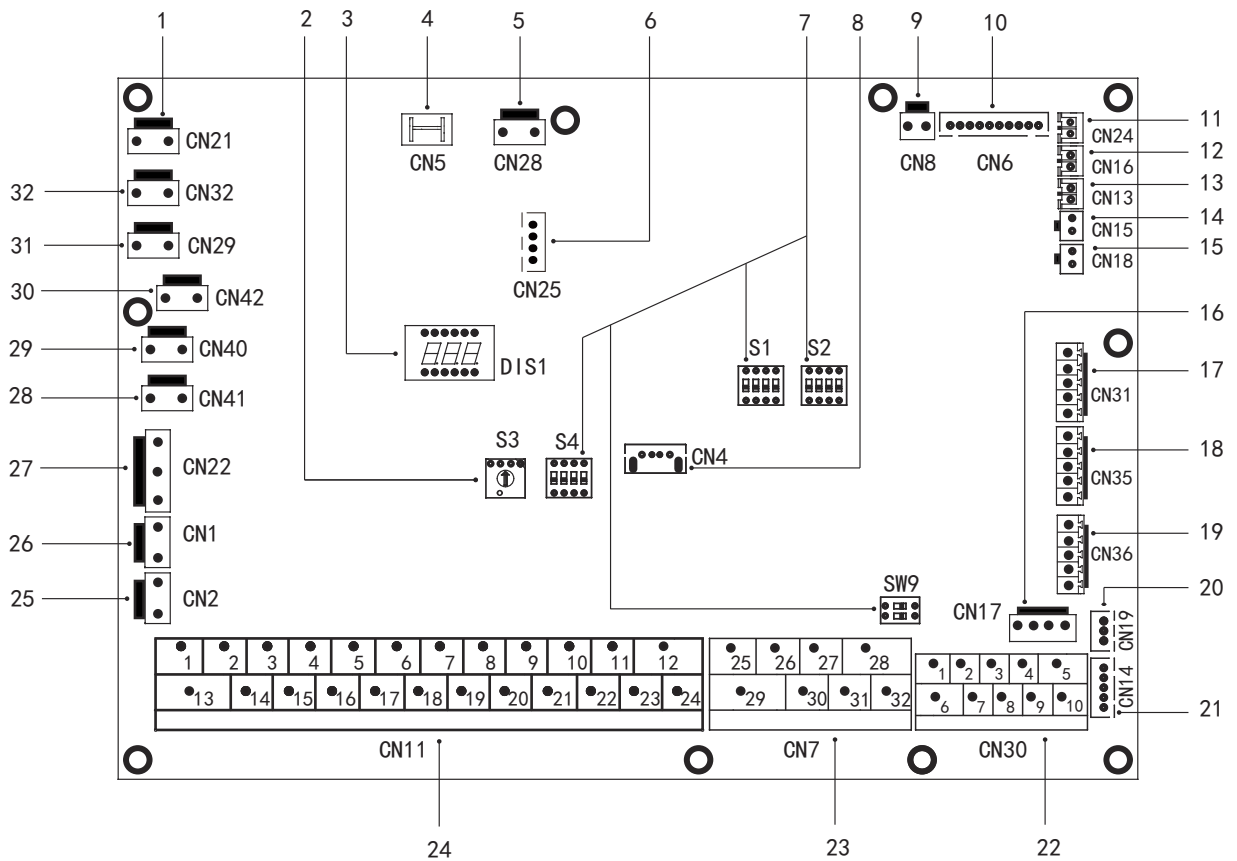 1 2 3 4 5 6 7 8 9 10
11
CN21 CN5 CN28 CN8 CN6 CN24
12
CN16
32 CN32 13
CN13
14
31 CN29 CN15
15
CN25 CN18
30 CN42
16
29 CN40
3 DIS1 S1 S2
17
28 CN41 CN31
S3 S4
18
27 CN22 CN4
CN35
26 CN1
19
CN36
25 CN2 SW9
20
CN17 CN19
1 2 3 4 5 6 7 8 9 10 11 12
25 26 27 28
1 2 3 4 5
CN14
13 14 15 16 17 18 19 20 21 22 23 24
29 30 31 32
6 7 8 9 10
21
CN11 CN7 CN30
24 23 22